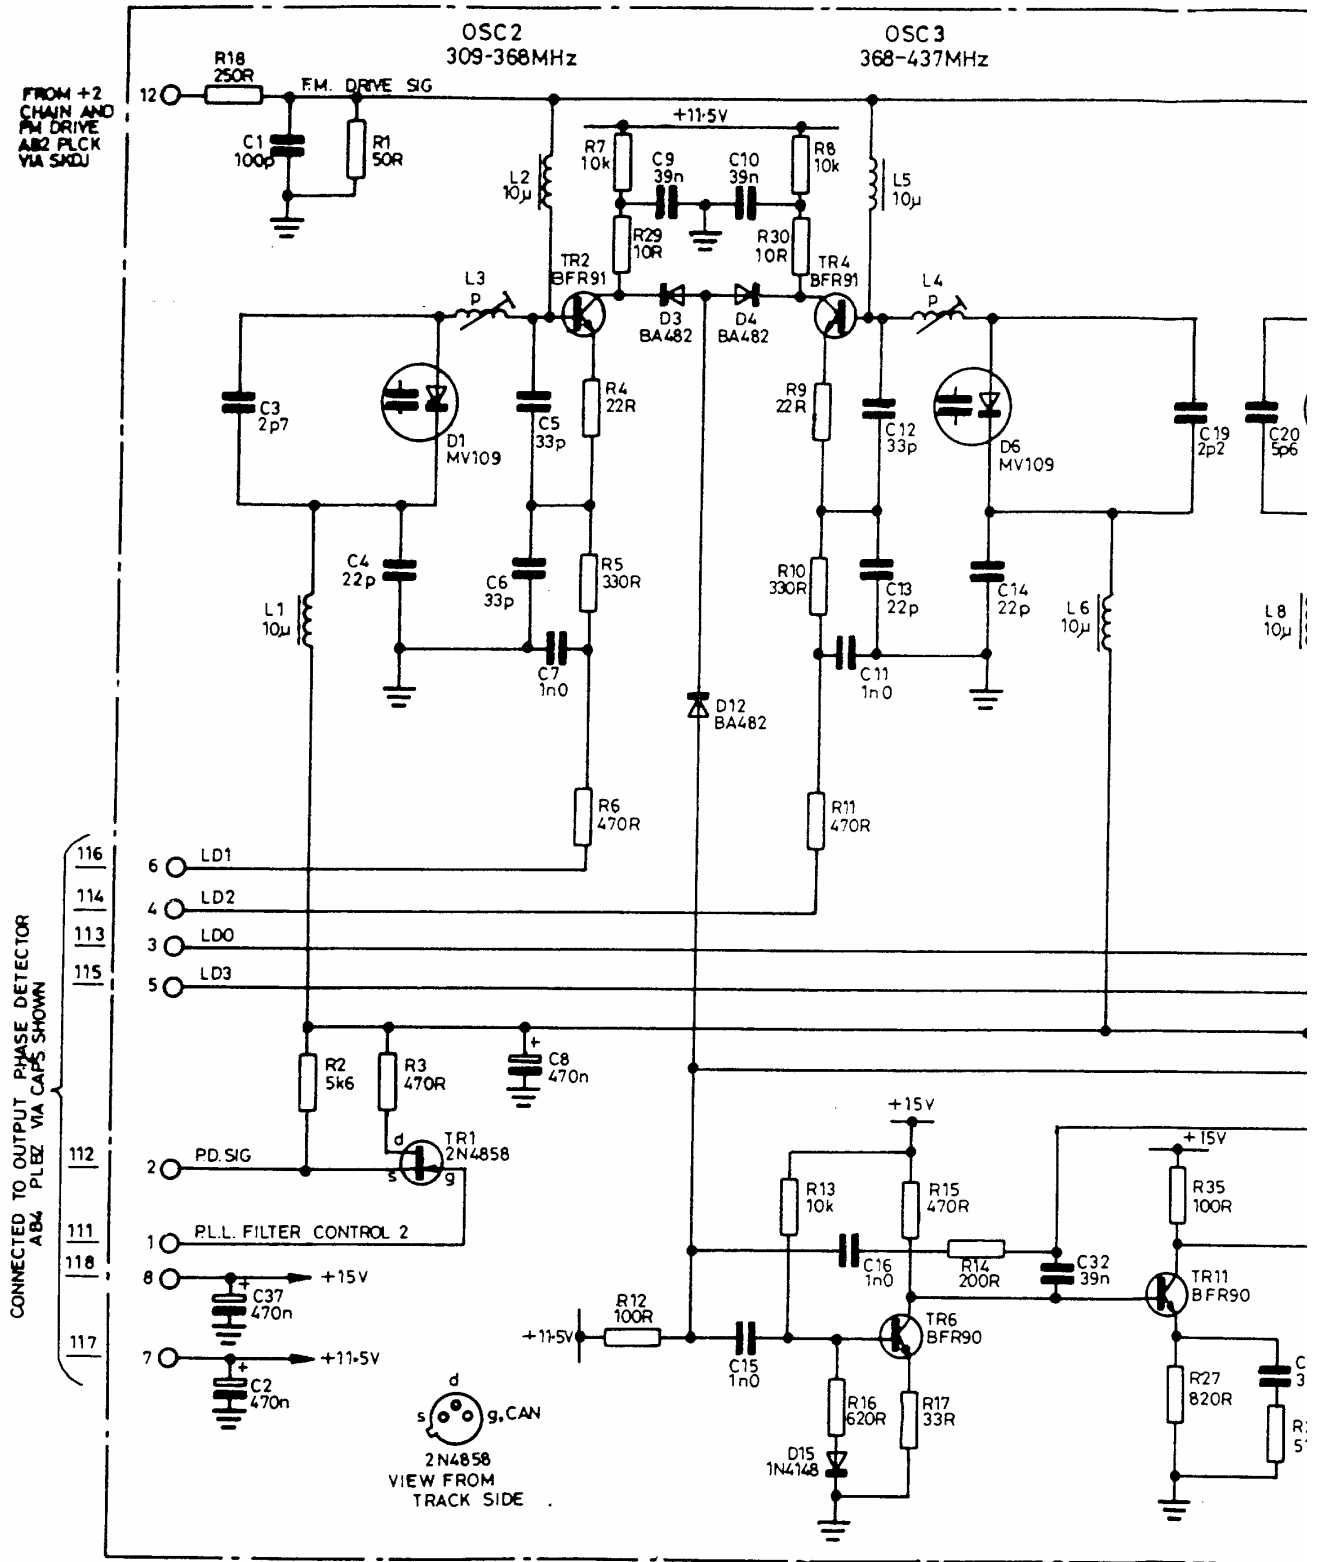 OSC2
309-368MHz
OSC3
368-437MHz
R18
250R
FROM ÷2
CHAIN AND
FM DRIVE
AB2 PLCK
VIA SKDJ
12
F.M. DRIVE SIG
C1
100p
R1
50R
L2
10µ
+11·5V
R7
10k
C9
39n
C10
39n
R8
10k
L5
10µ
R29
10R
R30
10R
TR2
BFR91
TR4
BFR91
L3
p
L4
p
D3
BA482
D4
BA482
C3
2p7
D1
MV109
C5
33p
R4
22R
R9
22R
C12
33p
D6
MV109
C19
2p2
C20
5p6
C4
22p
C6
33p
R5
330R
R10
330R
C13
22p
C14
22p
L1
10µ
L6
10µ
L8
10µ
C7
1n0
C11
1n0
D12
BA482
R6
470R
R11
470R
CONNECTED TO OUTPUT PHASE DETECTOR
AB4 PLBZ VIA CAPS SHOWN
116
6
LD1
114
4
LD2
113
3
LD0
115
5
LD3
R2
5k6
R3
470R
+
C8
470n
112
2
P.D. SIG
d
s
g
TR1
2N4858
111
1
P.L.L. FILTER CONTROL 2
118
8
+15V
+
C37
470n
117
7
+11·5V
+
C2
470n
+15V
+15V
R13
10k
R15
470R
R35
100R
C16
1n0
R14
200R
C32
39n
TR11
BFR90
+11·5V
R12
100R
C15
1n0
TR6
BFR90
R16
620R
R17
33R
R27
820R
C
3
R
5
D15
1N4148
d
s
g,CAN
2N4858
VIEW FROM
TRACK SIDE